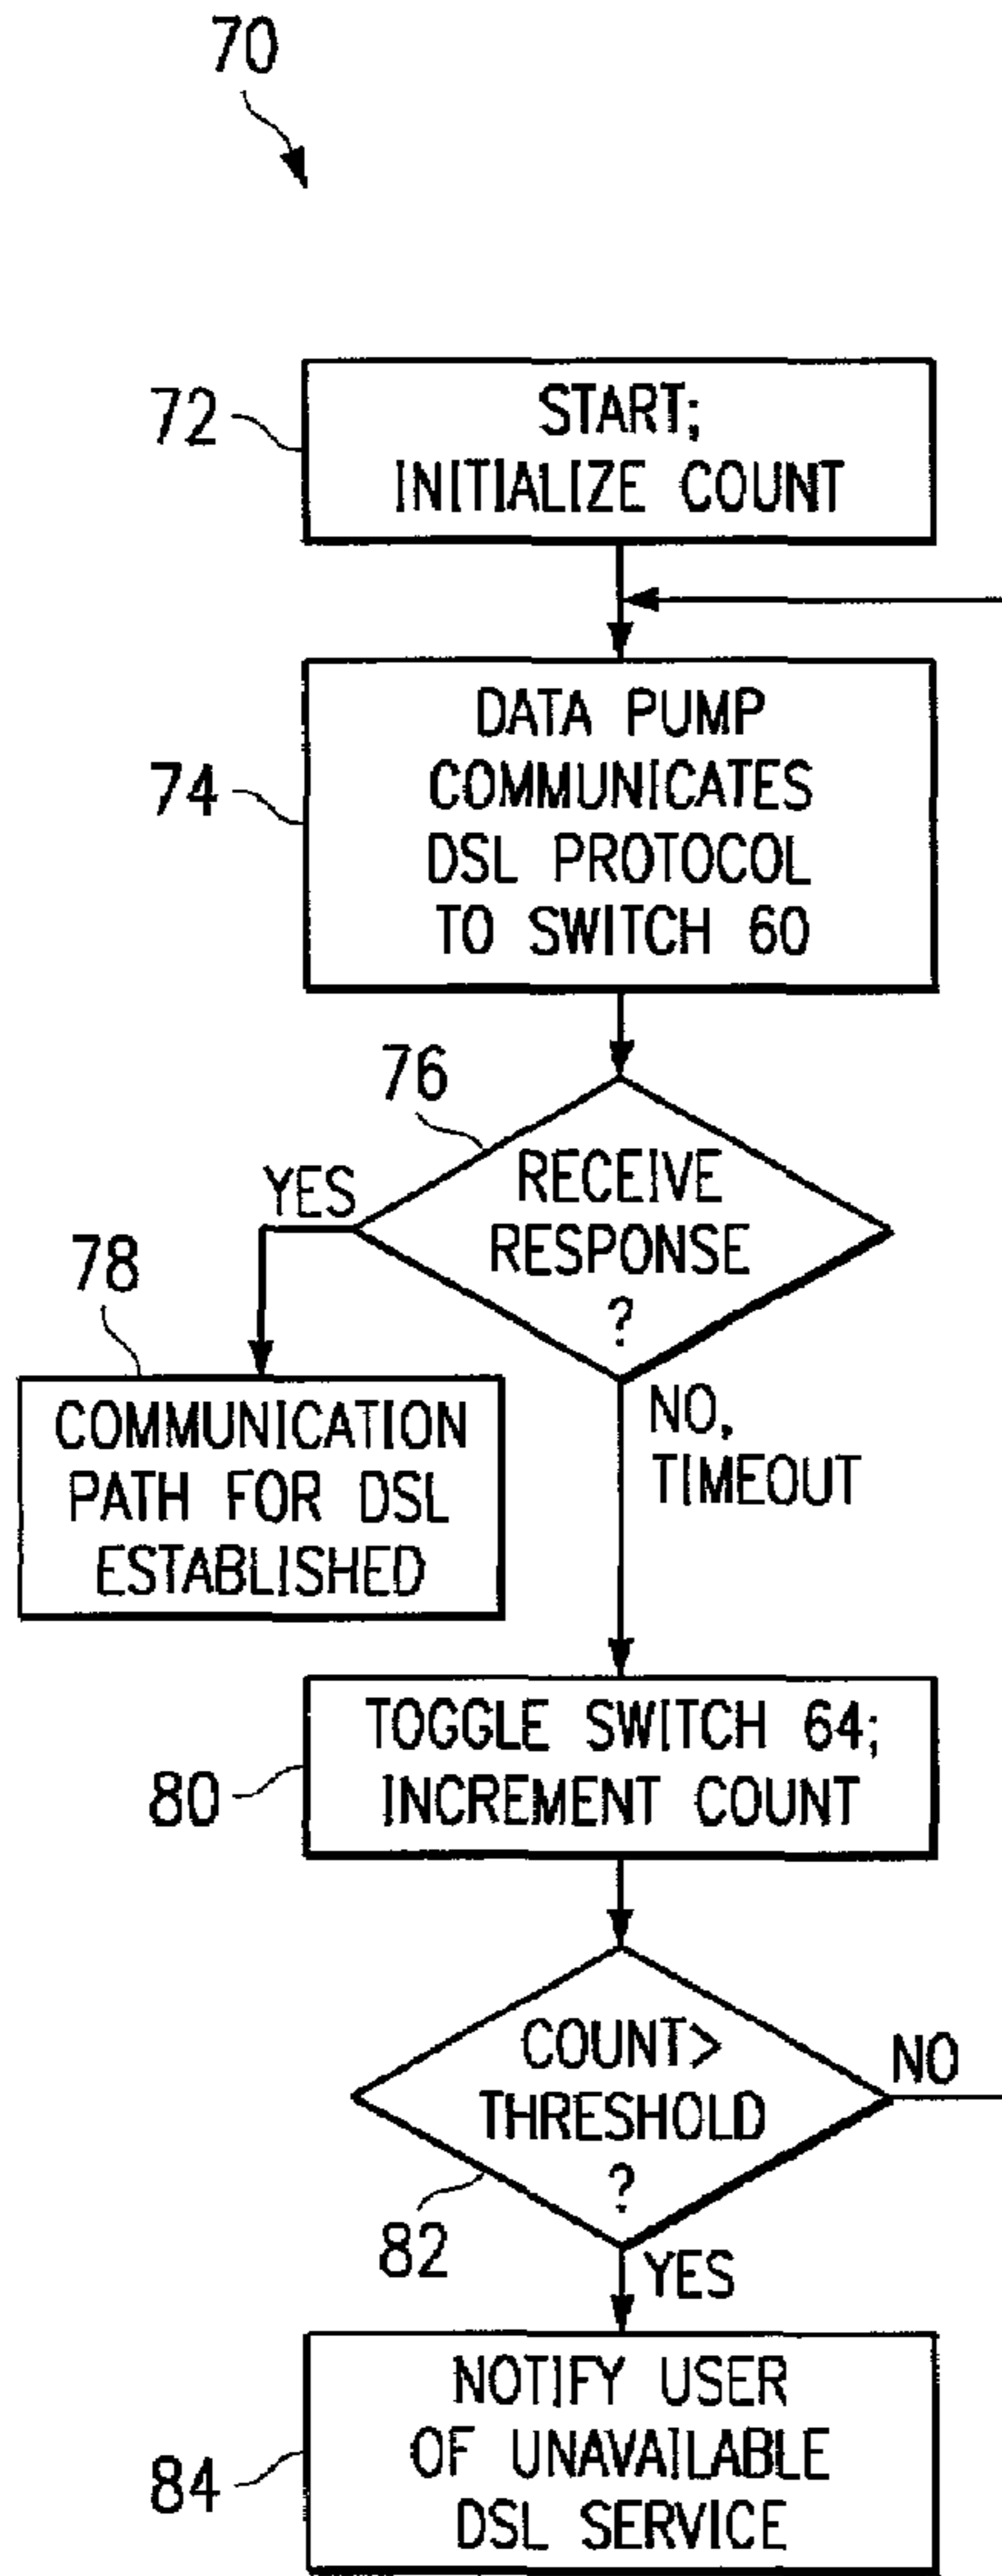 70
72
START;
INITIALIZE COUNT
74
DATA PUMP
COMMUNICATES
DSL PROTOCOL
TO SWITCH 60
76
RECEIVE
RESPONSE
?
YES
78
COMMUNICATION
PATH FOR DSL
ESTABLISHED
NO,
TIMEOUT
80
TOGGLE SWITCH 64;
INCREMENT COUNT
COUNT>
THRESHOLD
?
NO
82
YES
84
NOTIFY USER
OF UNAVAILABLE
DSL SERVICE